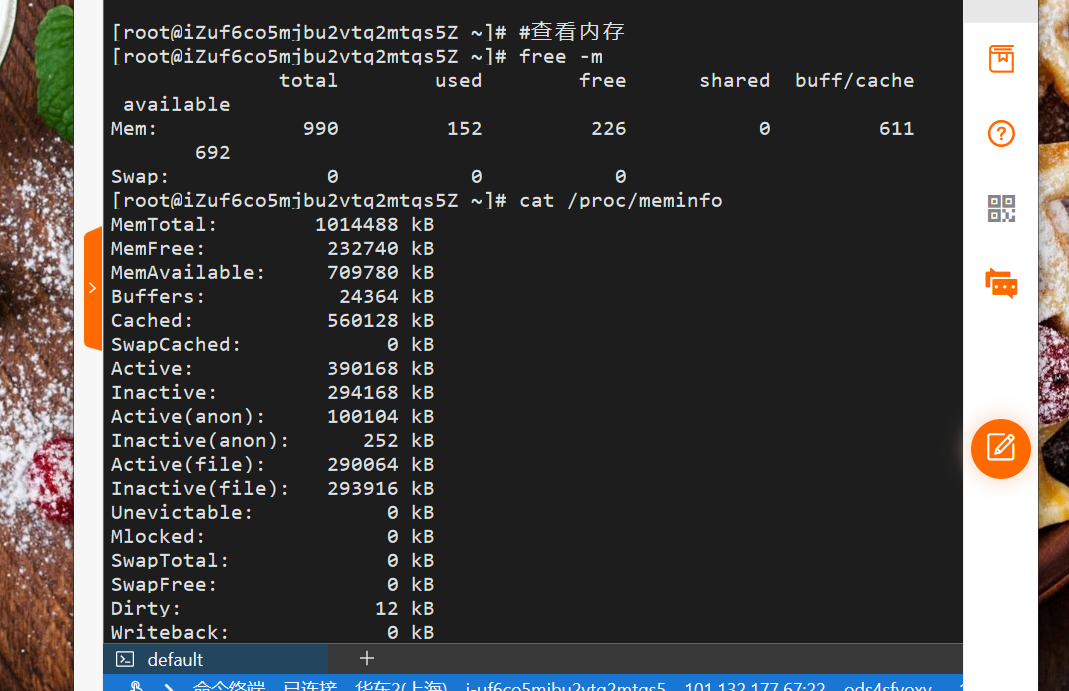 [root@iZuf6co5mjbu2vtq2mtqs5Z ~]# #查看内存
[root@iZuf6co5mjbu2vtq2mtqs5Z ~]# free -m
total used free shared buff/cache
available
Mem: 990 152 226 0 611
692
Swap: 0 0 0
[root@iZuf6co5mjbu2vtq2mtqs5Z ~]# cat /proc/meminfo
MemTotal: 1014488 kB
MemFree: 232740 kB
MemAvailable: 709780 kB
Buffers: 24364 kB
Cached: 560128 kB
SwapCached: 0 kB
Active: 390168 kB
Inactive: 294168 kB
Active(anon): 100104 kB
Inactive(anon): 252 kB
Active(file): 290064 kB
Inactive(file): 293916 kB
Unevictable: 0 kB
Mlocked: 0 kB
SwapTotal: 0 kB
SwapFree: 0 kB
Dirty: 12 kB
Writeback: 0 kB
default
命令终端 已连接 华东2(上海) i-uf6co5mjbu2vtq2mtqs5 101.132.177.67:22